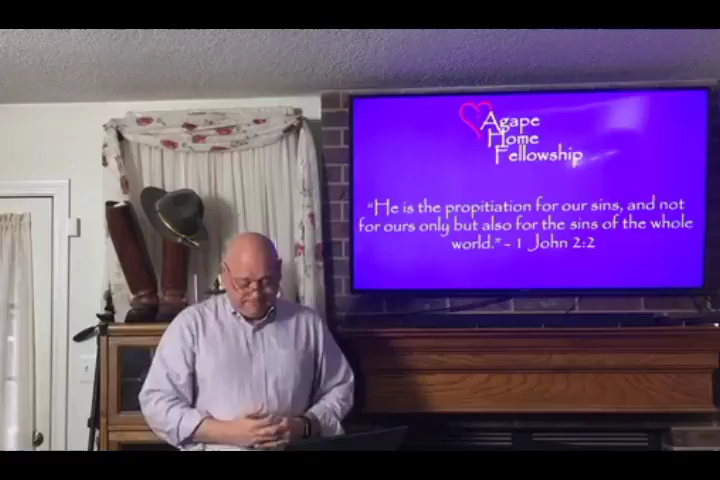 Agape
Home
Fellowship
"He is the propitiation for our sins, and not
for ours only but also for the sins of the whole
world." - 1 John 2:2